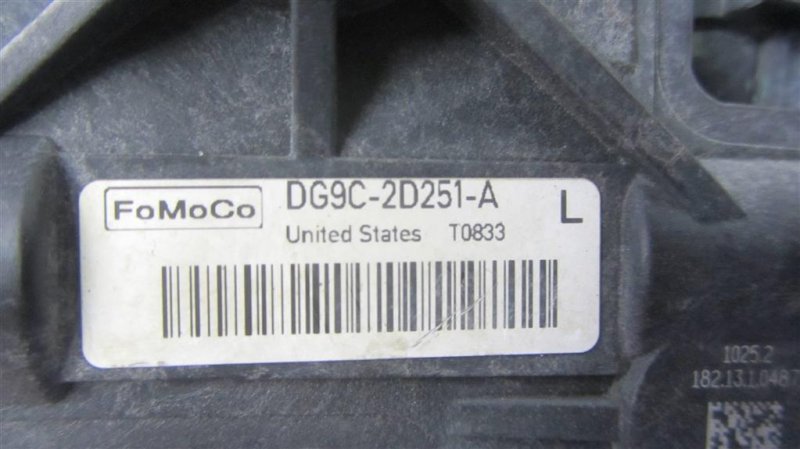 FoMoCo
DG9C-2D251-A
L
United States T0833
1025.2
182.13.1.0487